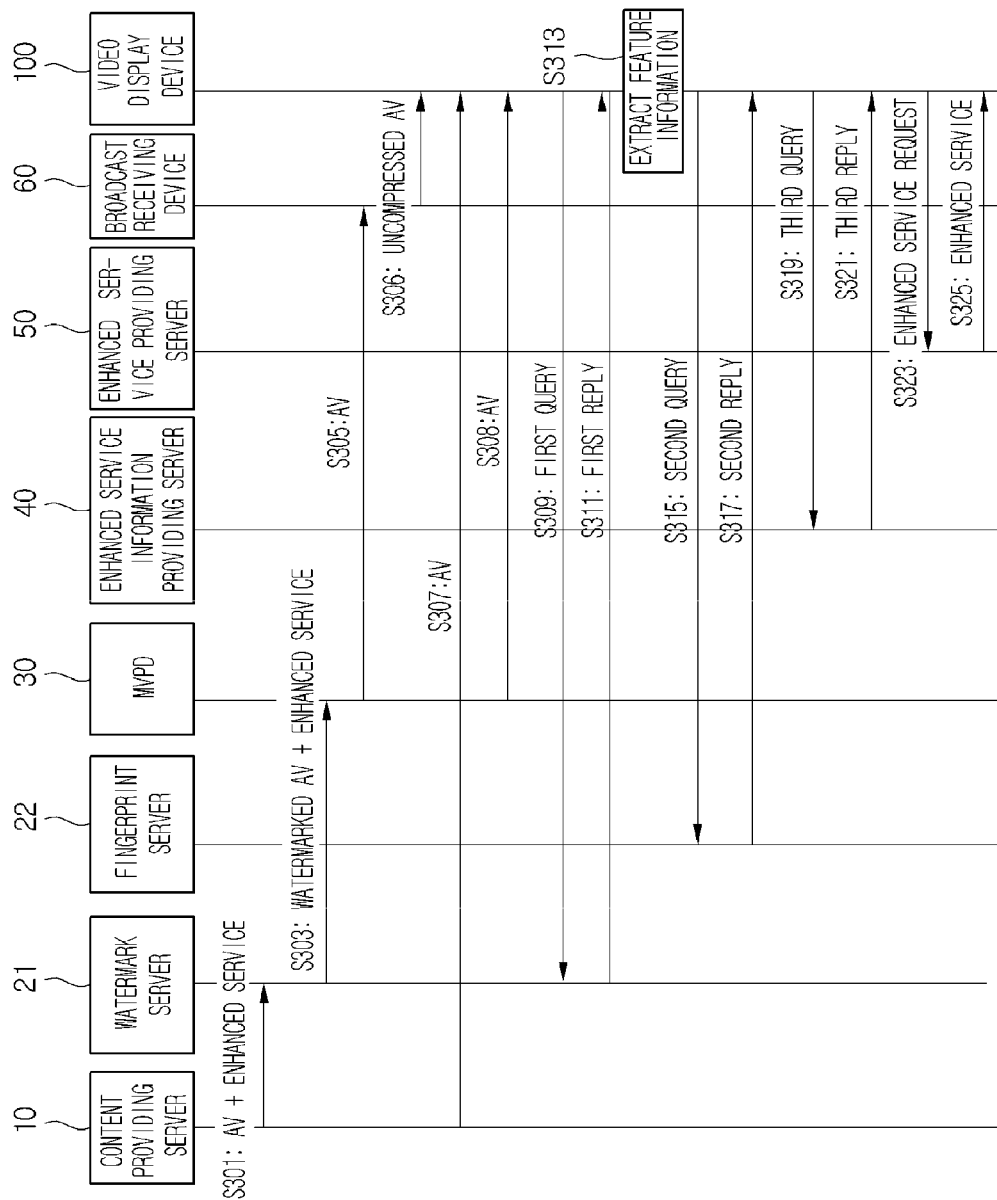 10
CONTENT
PROVIDING
SERVER
21
WATERMARK
SERVER
22
FINGERPRINT
SERVER
30
MVPD
40
ENHANCED SERVICE
INFORMATION
PROVIDING SERVER
50
ENHANCED SER-
VICE PROVIDING
SERVER
60
BROADCAST
RECEIVING
DEVICE
100
VIDEO
DISPLAY
DEVICE
S301: AV + ENHANCED SERVICE
S303: WATERMARKED AV + ENHANCED SERVICE
S305:AV
S306: UNCOMPRESSED AV
S307:AV
S308:AV
S309: FIRST QUERY
S311: FIRST REPLY
S313
EXTRACT FEATURE
INFORMATION
S315: SECOND QUERY
S317: SECOND REPLY
S319: THIRD QUERY
S321: THIRD REPLY
S323: ENHANCED SERVICE REQUEST
S325: ENHANCED SERVICE